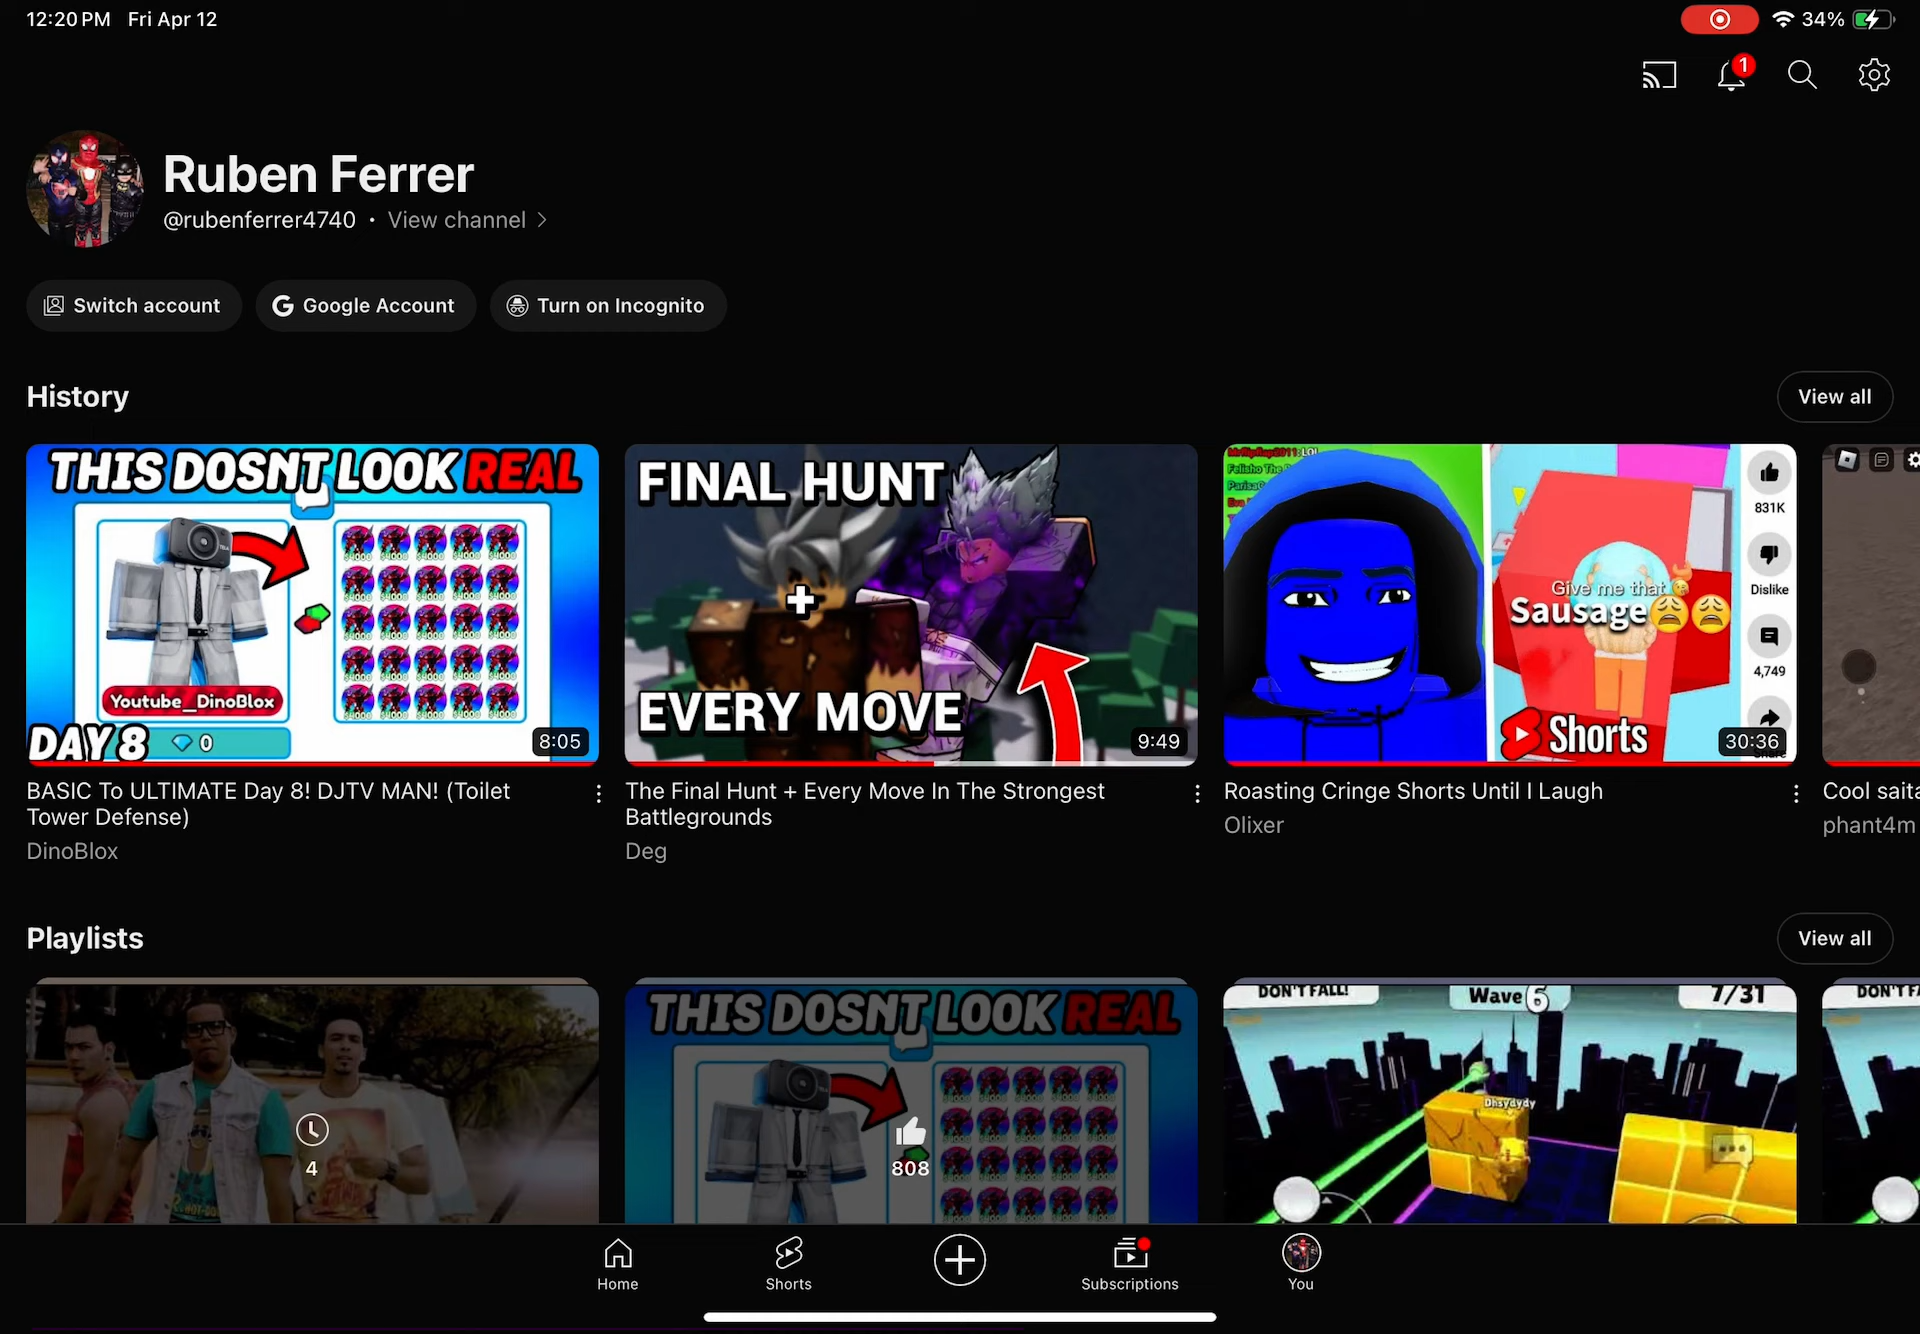 12:20 PM Fri Apr 12
34%
1
Ruben Ferrer
@rubenferrer4740 • View channel
Switch account
Google Account
Turn on Incognito
History
View all
THIS DOSNT LOOK REAL
Youtube_DinoBlox
DAY 8
0
8:05
BASIC To ULTIMATE Day 8! DJTV MAN! (Toilet
Tower Defense)
DinoBlox
FINAL HUNT
+
EVERY MOVE
9:49
The Final Hunt + Every Move In The Strongest
Battlegrounds
Deg
Felisho The
831K
Dislike
4,749
Give me that
Sausage
Shorts
30:36
Roasting Cringe Shorts Until I Laugh
Olixer
Cool saita
phant4m
Playlists
View all
4
THIS DOSNT LOOK REAL
808
DON'T FALL!
Wave 6
7/31
Dhsydydy
DON'T F
Home
Shorts
Subscriptions
You